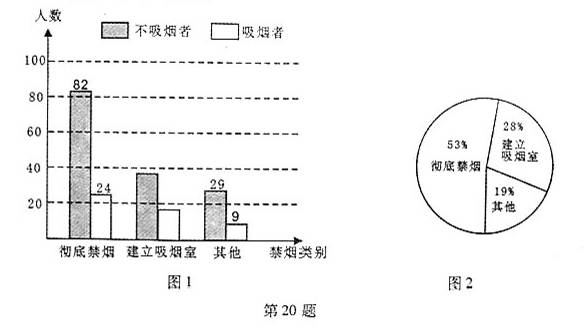 人数
不吸烟者 吸烟者
100
80
60
40
20
82
24
29
9
彻底禁烟 建立吸烟室 其他 禁烟类别
图1
53%
彻底禁烟
28%
建立
吸烟室
19%
其他
图2
第20题